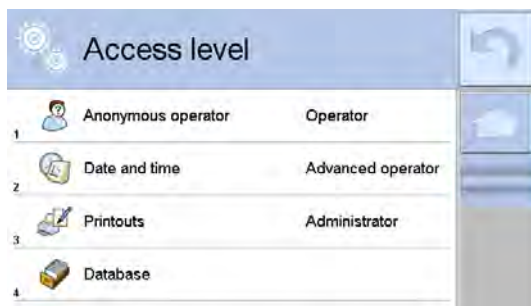 Access level
1 Anonymous operator Operator
2 Date and time Advanced operator
3 Printouts Administrator
4 Database